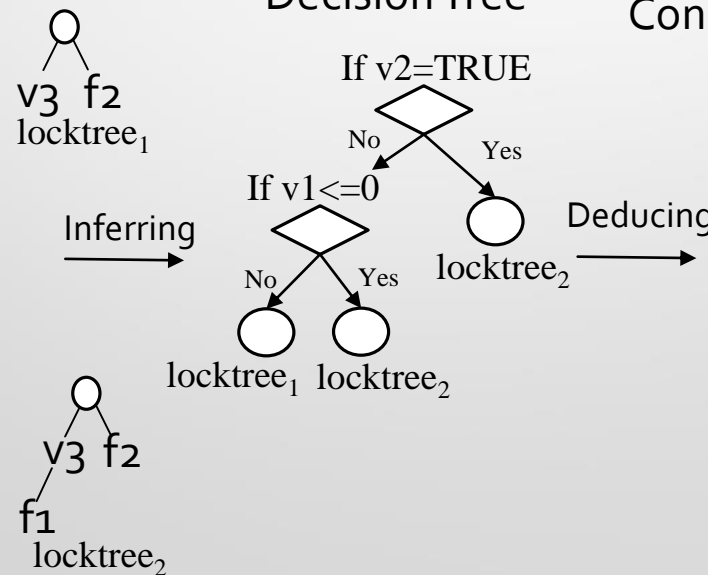 Decision Tree
Con
v3 f2
locktree₁
If v2=TRUE
No
Yes
If v1<=0
Inferring
Deducing
locktree₂
No
Yes
locktree₁ locktree₂
v3 f2
f1
locktree₂